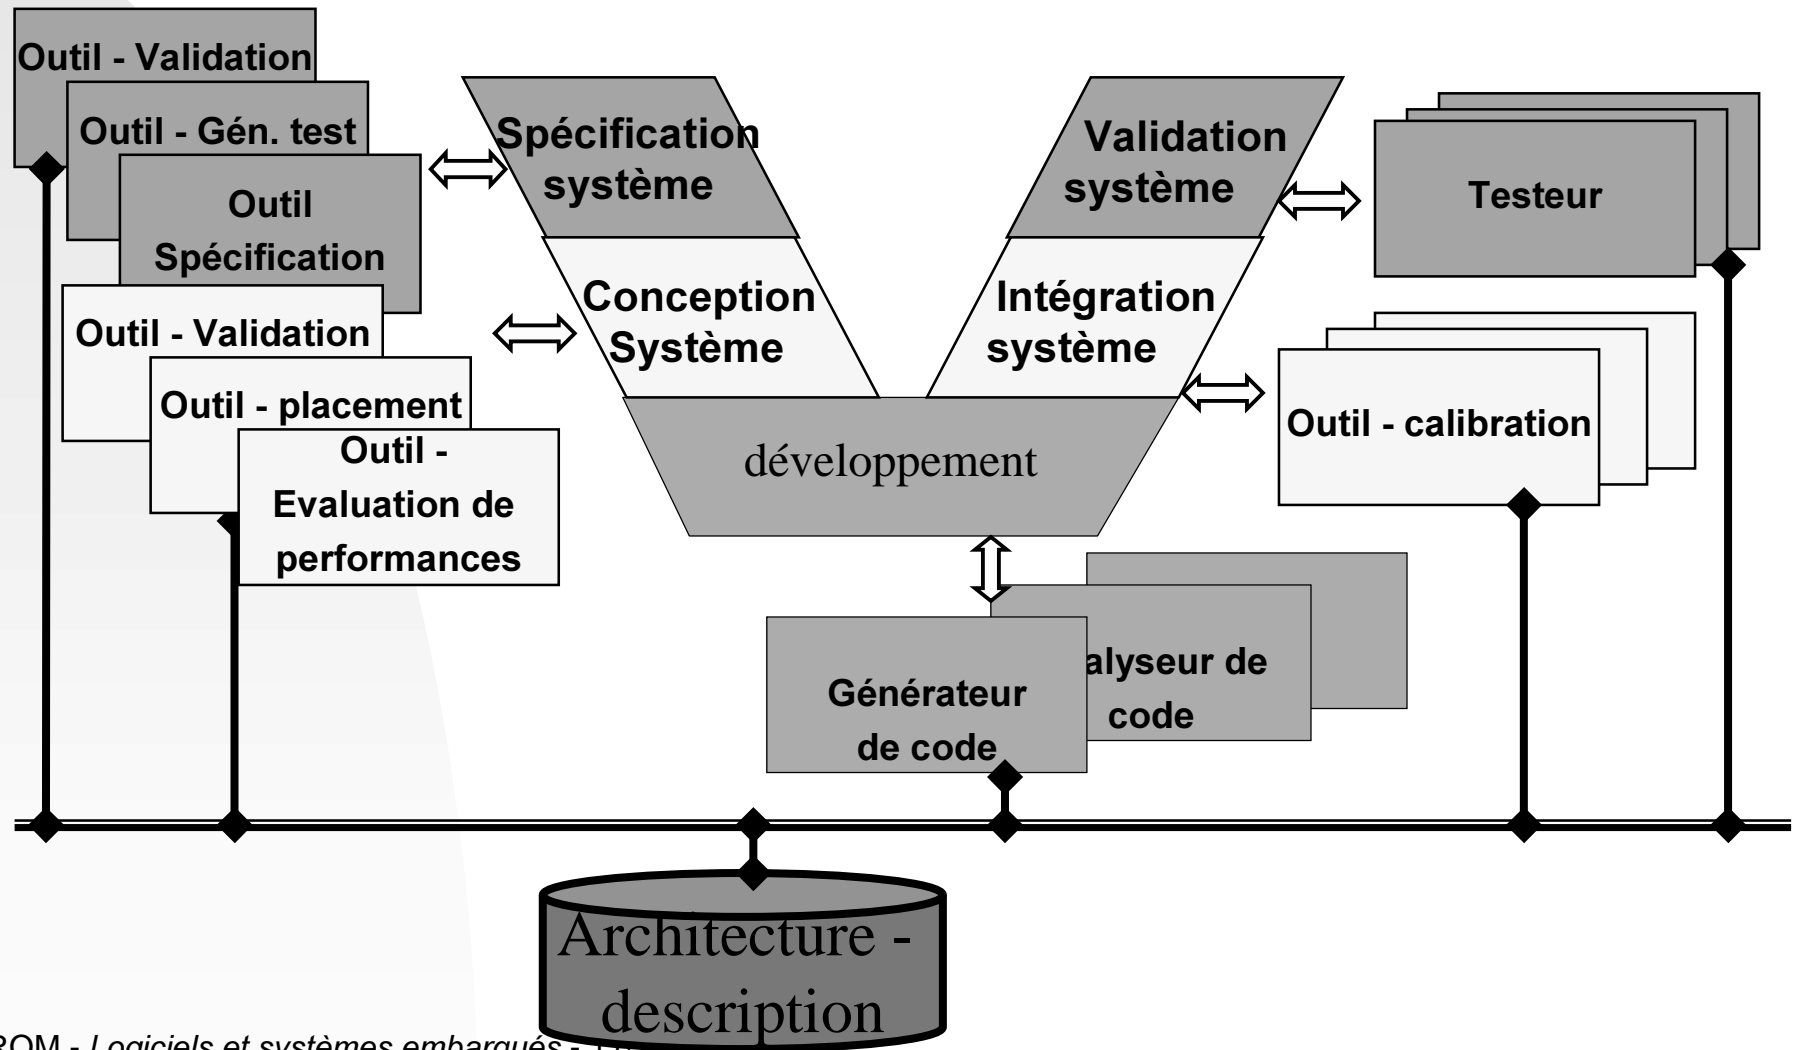 Outil - Validation
Outil - Gén. test
Outil
Spécification
Outil - Validation
Outil - placement
Outil -
Evaluation de
performances
Spécification
système
Conception
Système
développement
Validation
système
Intégration
système
Testeur
Outil - calibration
Générateur
de code
alyseur de
code
Architecture -
description
ROM - Logiciels et systèmes embarqués -